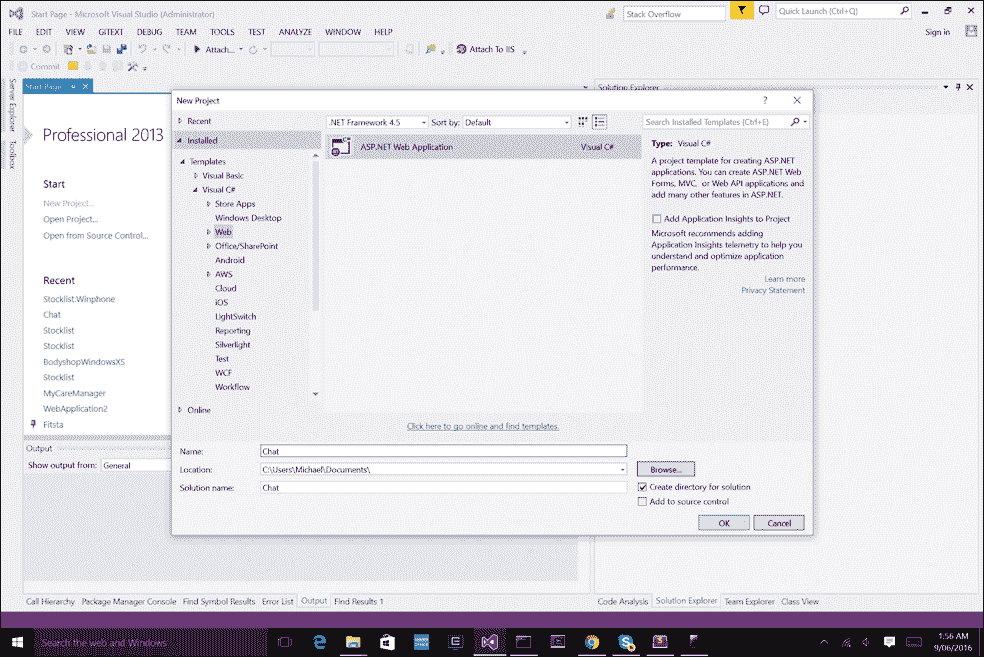 Start Page - Microsoft Visual Studio (Administrator)
Stack Overflow
Quick Launch (Ctrl+Q)
FILE EDIT VIEW GITEXT DEBUG TEAM TOOLS TEST ANALYZE WINDOW HELP
Sign in
Attach...
Attach To IIS
Commit
Server Explorer
Toolbox
Start Page
Solution Explorer
Professional 2013
Start
New Project...
Open Project...
Open from Source Control...
Recent
Stocklist.Winphone
Chat
Stocklist
Stocklist
BodyshopWindowsXS
Stocklist
MyCareManager
WebApplication2
Fitsta
New Project
?
Recent
Installed
Templates
Visual Basic
Visual C#
Store Apps
Windows Desktop
Web
Office/SharePoint
Android
AWS
Cloud
iOS
LightSwitch
Reporting
Silverlight
Test
WCF
Workflow
Online
.NET Framework 4.5
Sort by: Default
Search Installed Templates (Ctrl+E)
ASP.NET Web Application
Visual C#
Type: Visual C#
A project template for creating ASP.NET
applications. You can create ASP.NET Web
Forms, MVC, or Web API applications and
add many other features in ASP.NET.
Add Application Insights to Project
Microsoft recommends adding
Application Insights telemetry to help you
understand and optimize application
performance.
Learn more
Privacy Statement
Click here to go online and find templates.
Name: Chat
Location: C:\Users\Michael\Documents\
Browse...
Solution name: Chat
Create directory for solution
Add to source control
OK
Cancel
Output
Show output from: General
Call Hierarchy Package Manager Console Find Symbol Results Error List Output Find Results 1
Code Analysis Solution Explorer Team Explorer Class View
Search the web and Windows
1:56 AM
9/06/2016